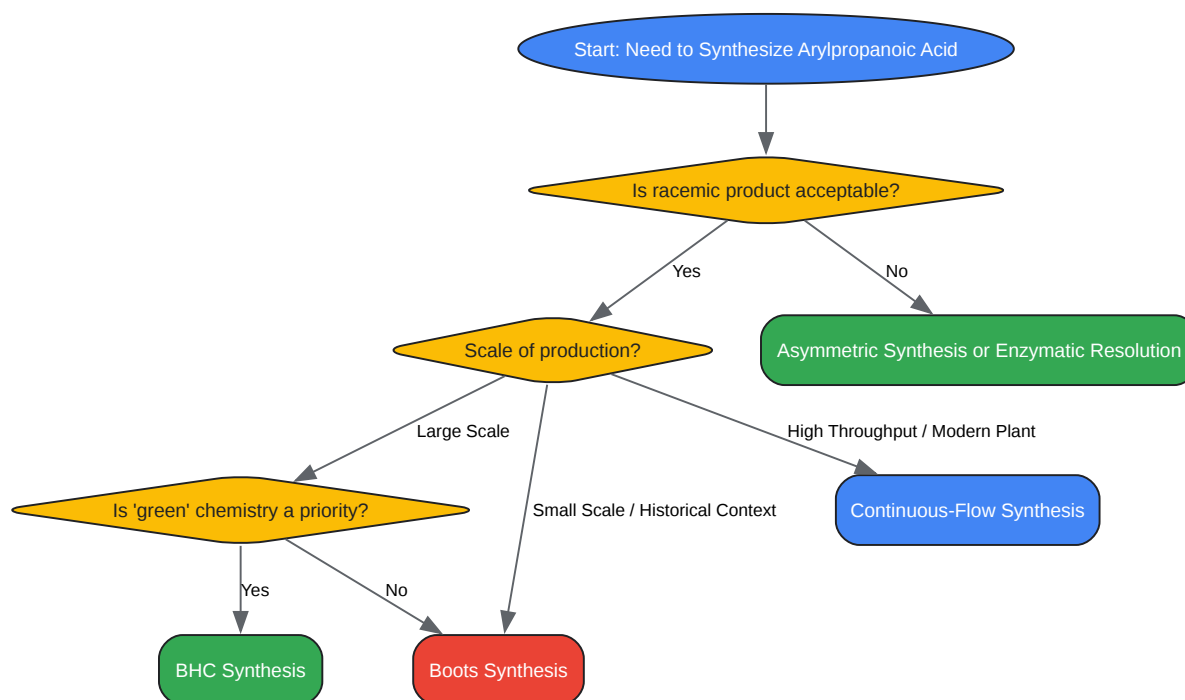 Start: Need to Synthesize Arylpropanoic Acid
Is racemic product acceptable?
Yes
No
Scale of production?
Asymmetric Synthesis or Enzymatic Resolution
Large Scale
High Throughput / Modern Plant
Is 'green' chemistry a priority?
Small Scale / Historical Context
Continuous-Flow Synthesis
Yes
No
BHC Synthesis
Boots Synthesis